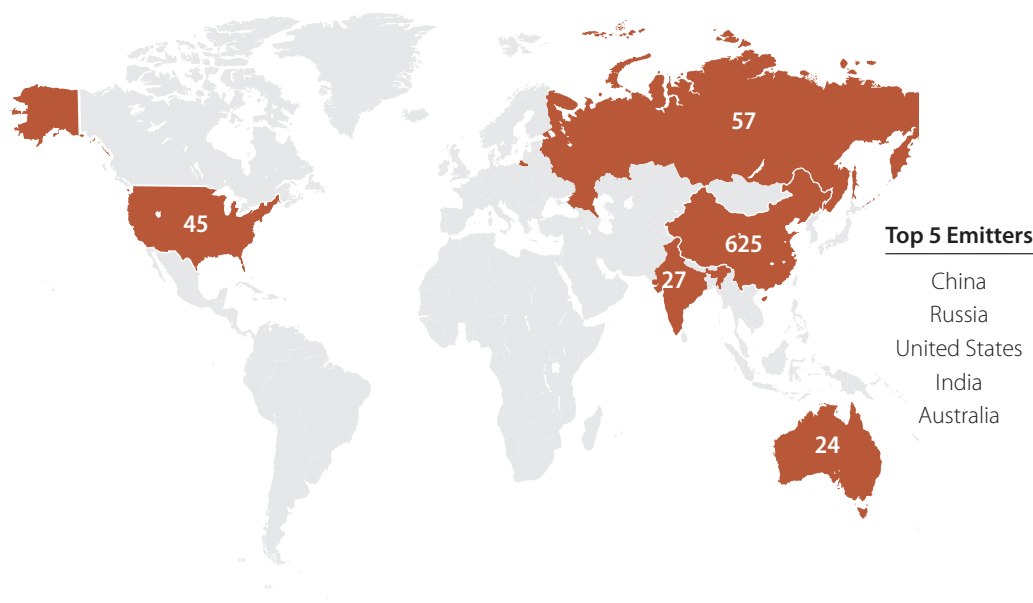 57
45
625
27
24
Top 5 Emitters
China
Russia
United States
India
Australia